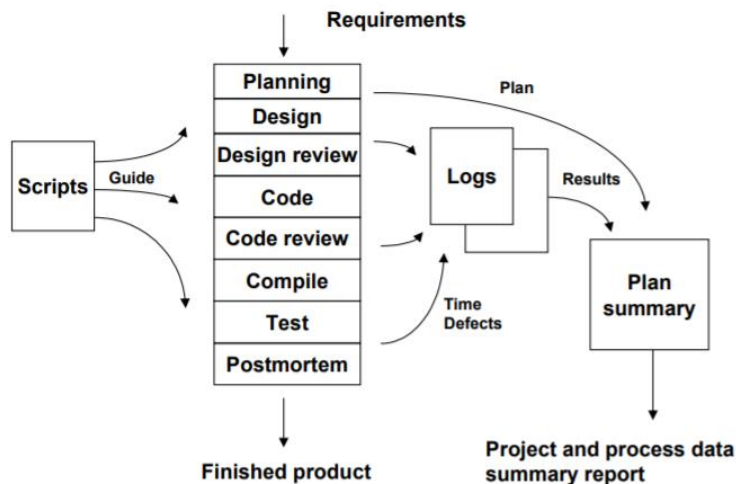 Requirements
Planning
Design
Design review
Code
Code review
Compile
Test
Postmortem
Scripts
Guide
Plan
Logs
Results
Time
Defects
Plan
summary
Finished product
Project and process data
summary report